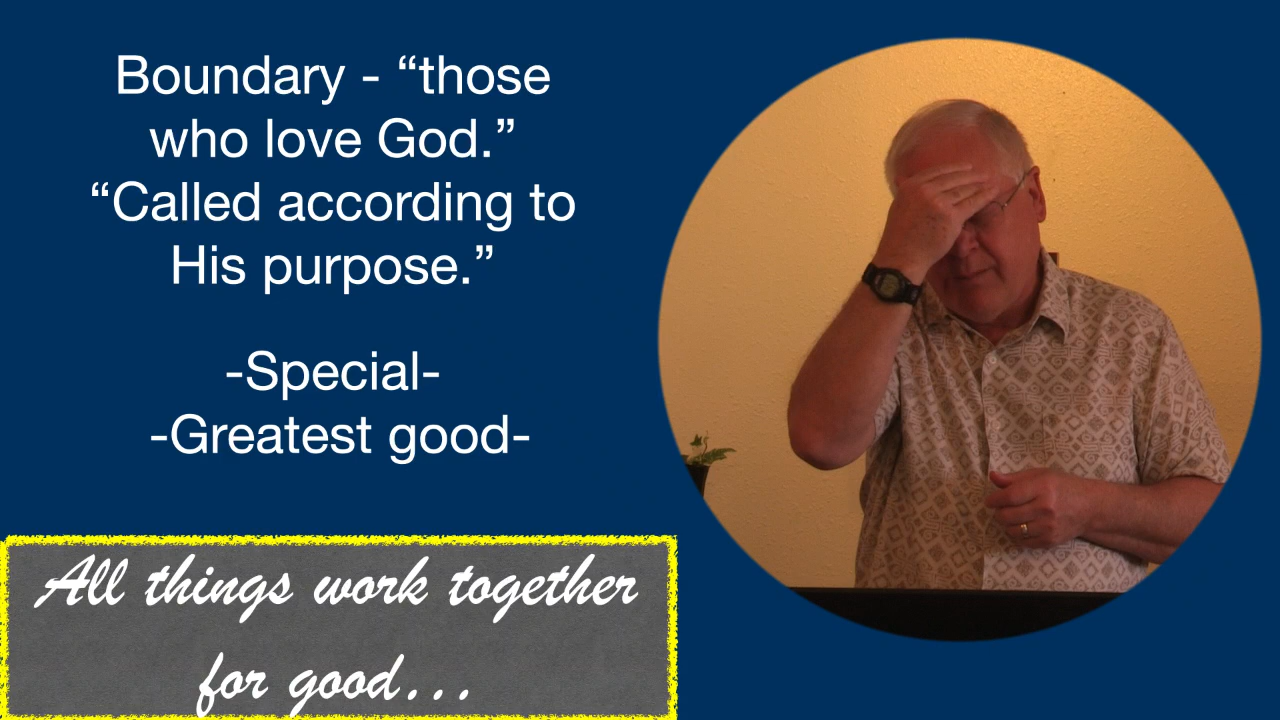 Boundary - “those
who love God.”
“Called according to
His purpose.”
-Special-
-Greatest good-
All things work together
for good...